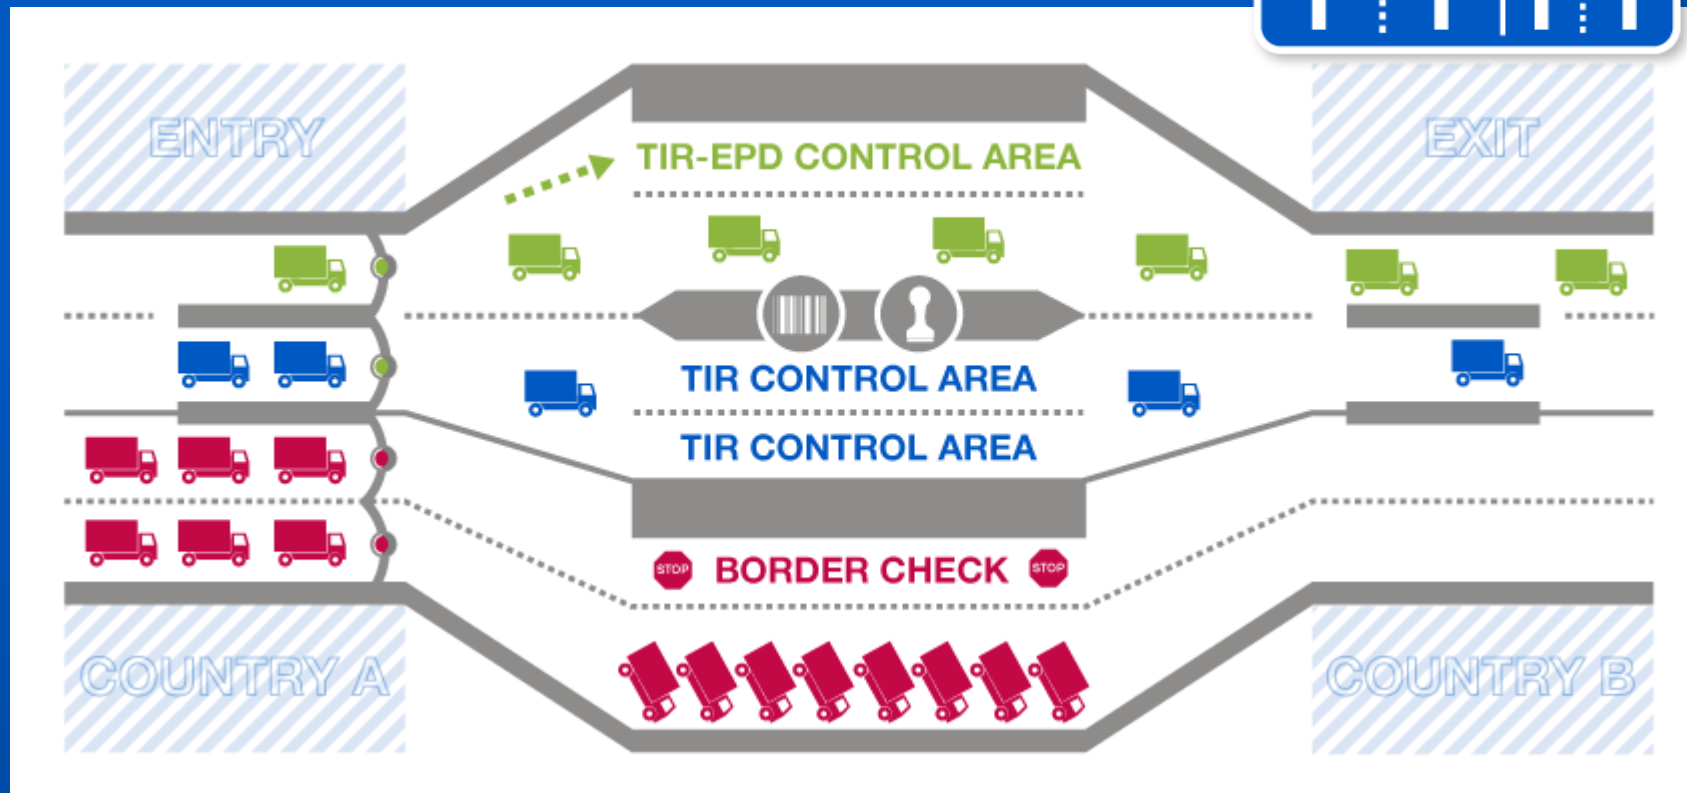 ENTRY
EXIT
TIR-EPD CONTROL AREA
TIR CONTROL AREA
TIR CONTROL AREA
STOP BORDER CHECK STOP
COUNTRY A
COUNTRY B